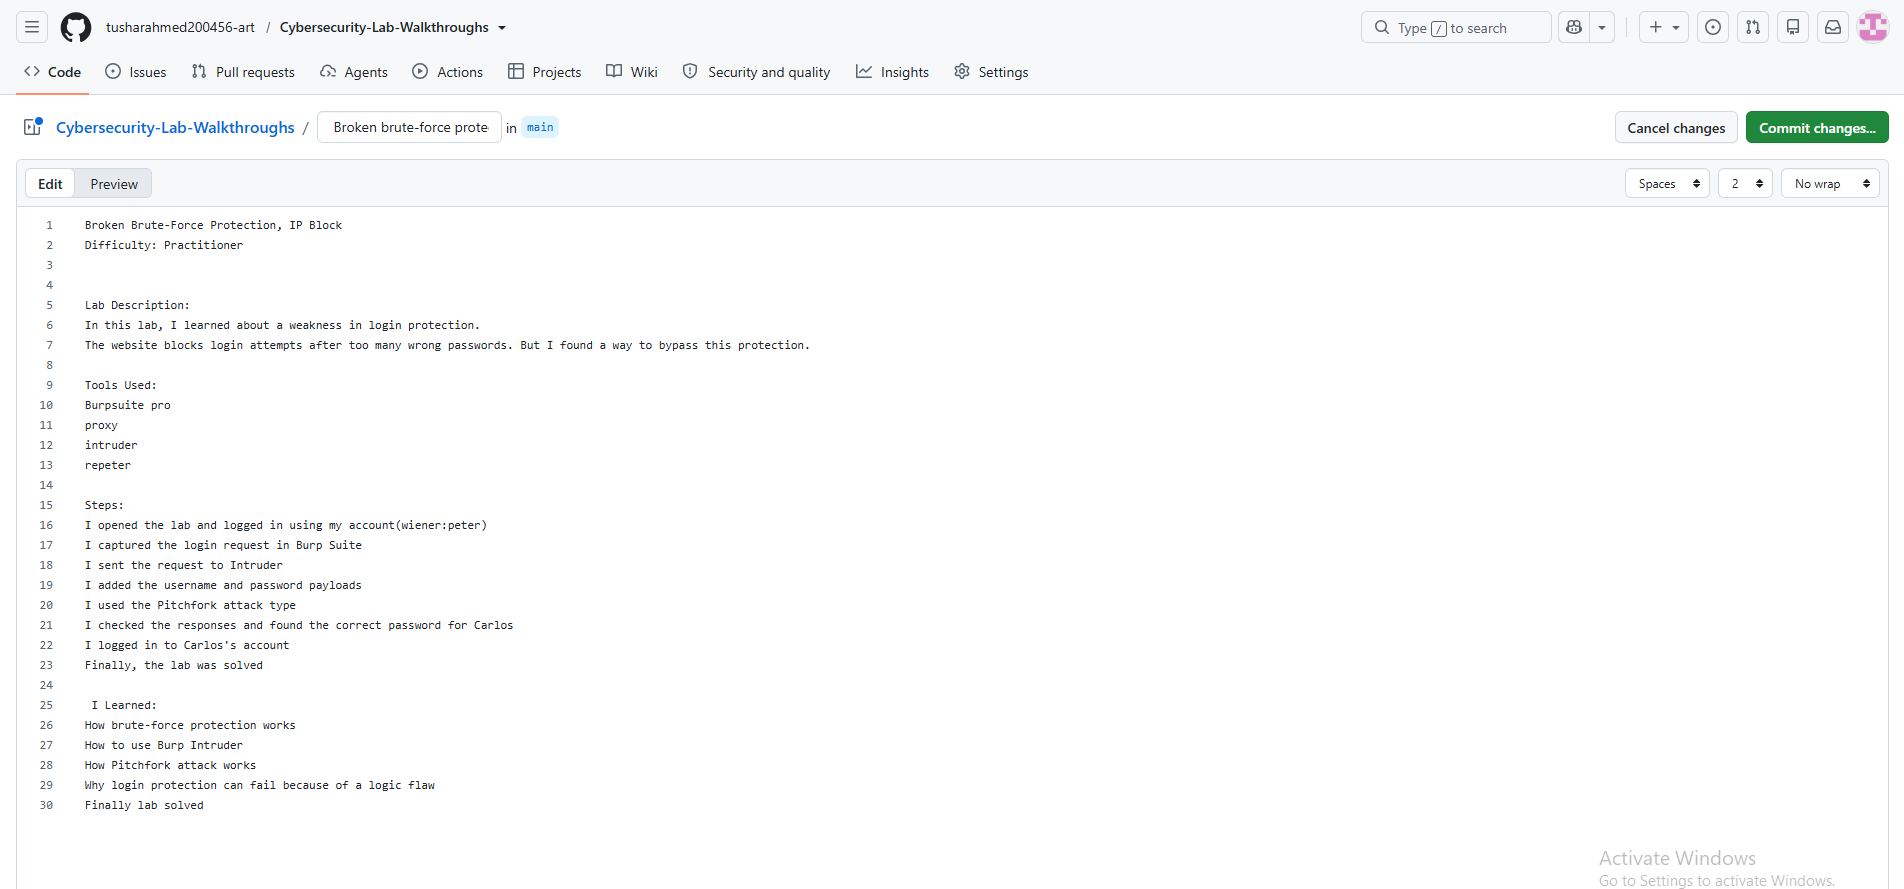 tusharahmed200456-art / Cybersecurity-Lab-Walkthroughs
Type / to search
Code Issues Pull requests Agents Actions Projects Wiki Security and quality Insights Settings
Cybersecurity-Lab-Walkthroughs / Broken brute-force prote in main
Cancel changes Commit changes...
Edit Preview
Spaces 2 No wrap
1 Broken Brute-Force Protection, IP Block
2 Difficulty: Practitioner
3
4
5 Lab Description:
6 In this lab, I learned about a weakness in login protection.
7 The website blocks login attempts after too many wrong passwords. But I found a way to bypass this protection.
8
9 Tools Used:
10 Burpsuite pro
11 proxy
12 intruder
13 repeter
14
15 Steps:
16 I opened the lab and logged in using my account(wiener:peter)
17 I captured the login request in Burp Suite
18 I sent the request to Intruder
19 I added the username and password payloads
20 I used the Pitchfork attack type
21 I checked the responses and found the correct password for Carlos
22 I logged in to Carlos's account
23 Finally, the lab was solved
24
25 I Learned:
26 How brute-force protection works
27 How to use Burp Intruder
28 How Pitchfork attack works
29 Why login protection can fail because of a logic flaw
30 Finally lab solved
Activate Windows
Go to Settings to activate Windows.